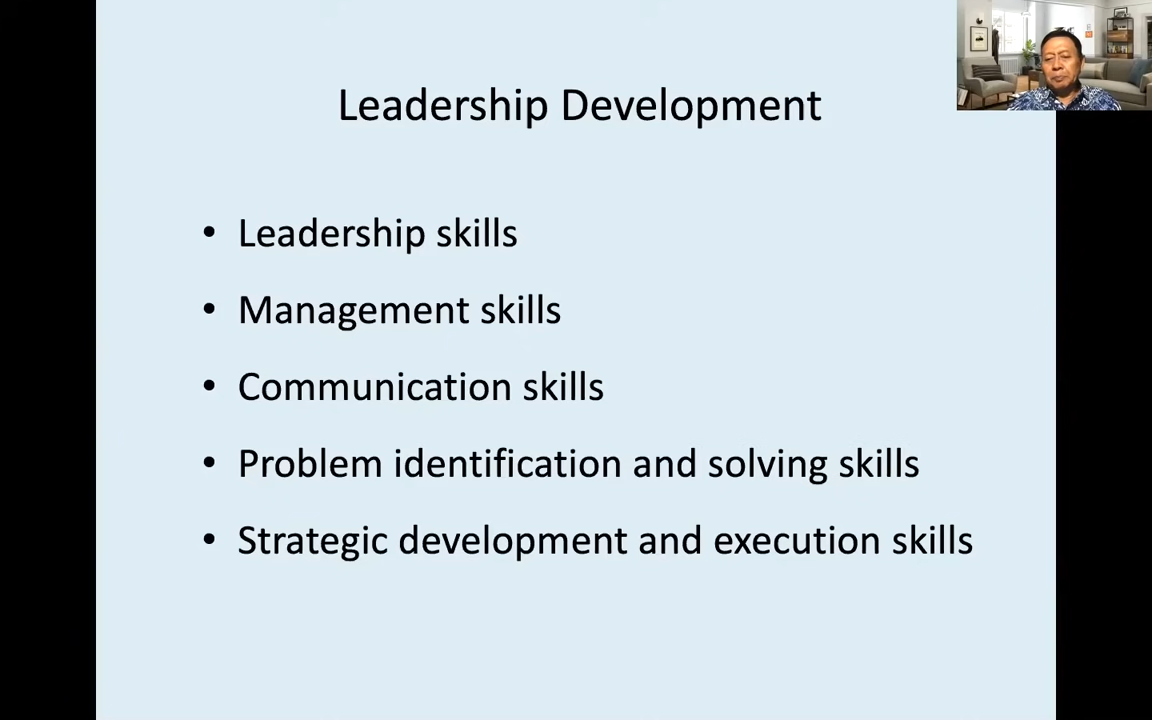 Leadership Development
• Leadership skills
• Management skills
• Communication skills
• Problem identification and solving skills
• Strategic development and execution skills